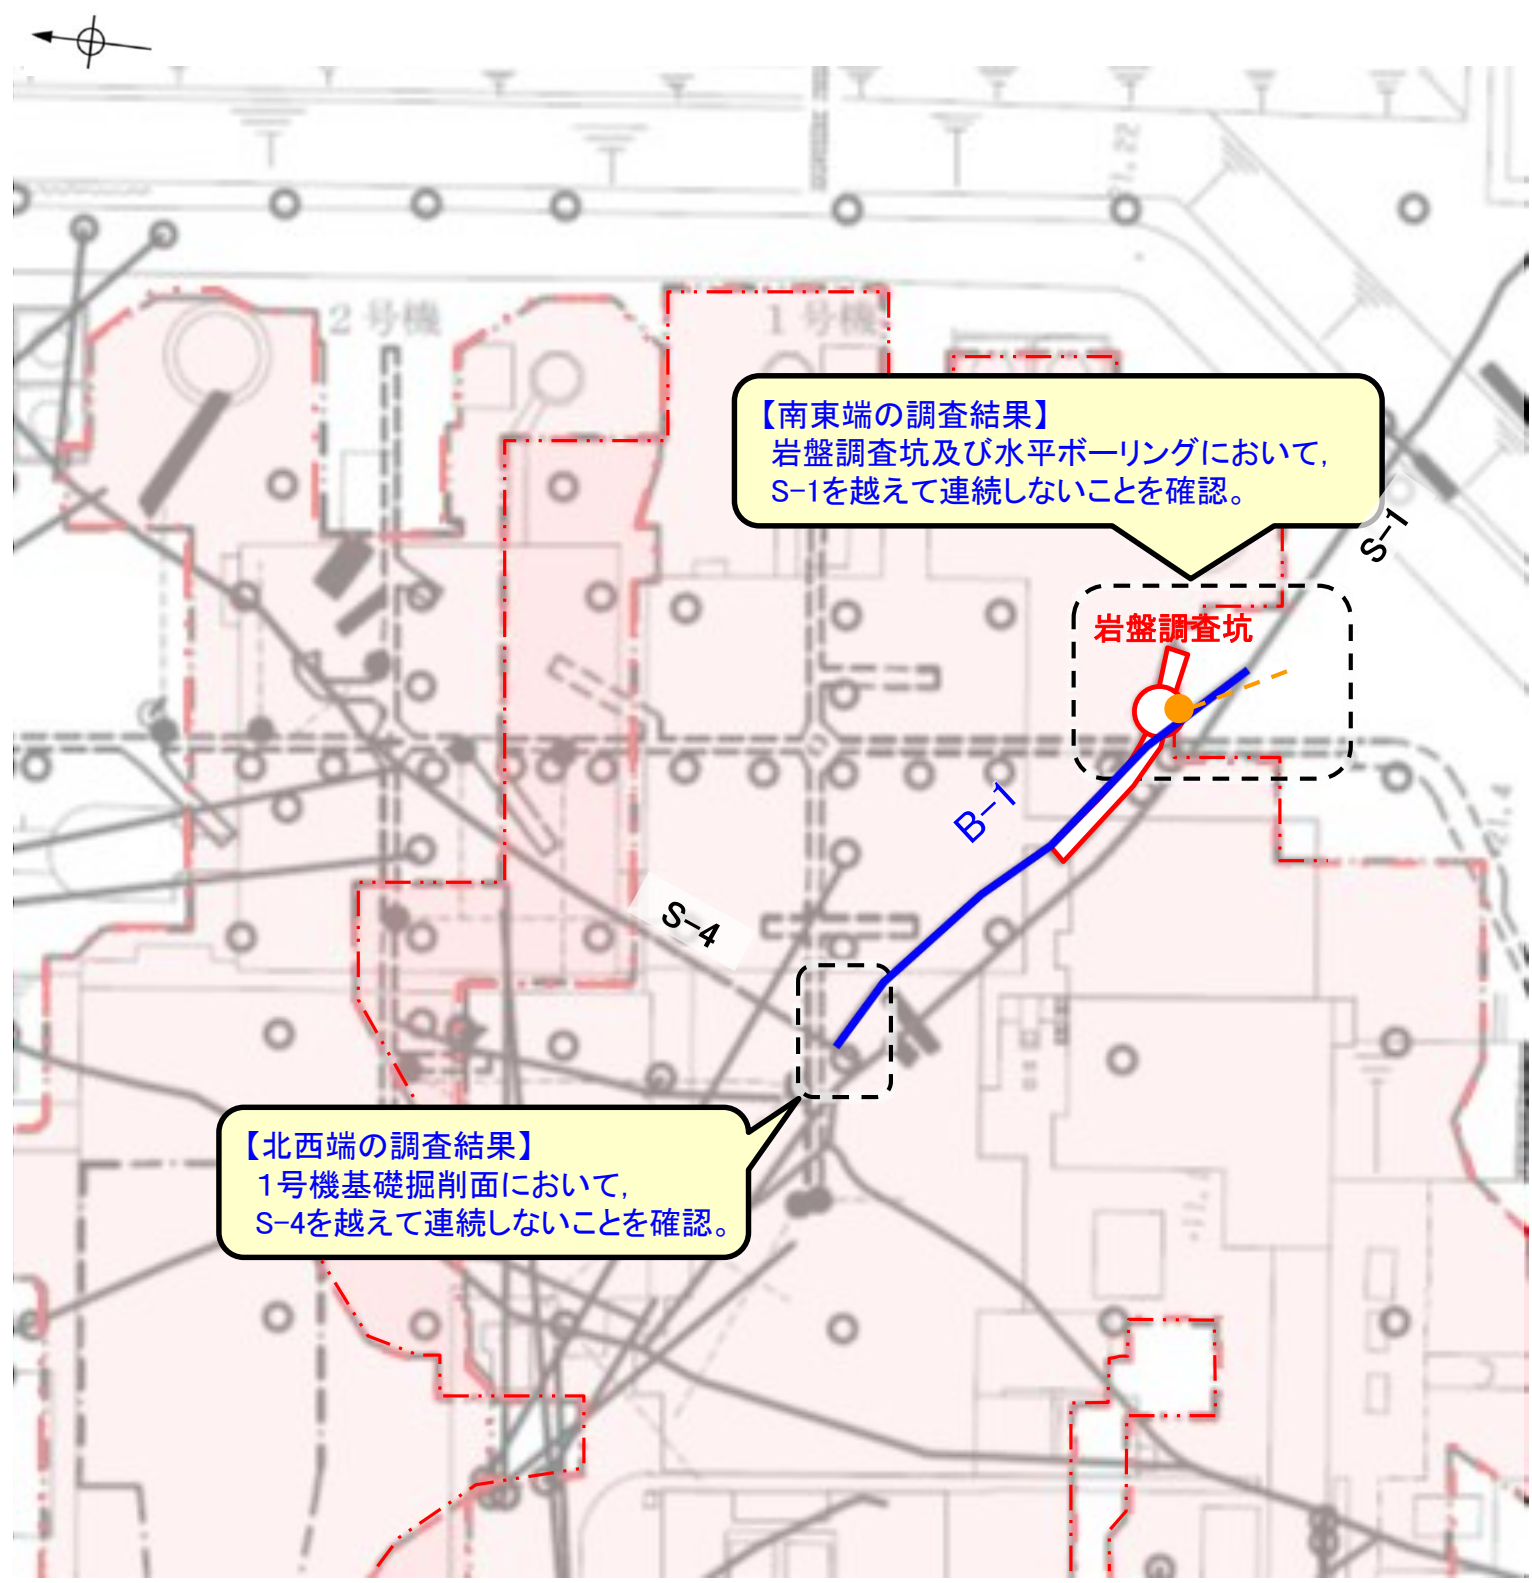 21.22
2号機
1号機
【南東端の調査結果】
岩盤調査坑及び水平ボーリングにおいて,
S-1を越えて連続しないことを確認。
S-1
岩盤調査坑
B-1
21.4
S-4
【北西端の調査結果】
1号機基礎掘削面において,
S-4を越えて連続しないことを確認。